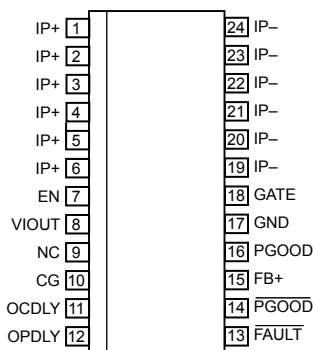 IP+ 1
IP+ 2
IP+ 3
IP+ 4
IP+ 5
IP+ 6
EN 7
VIOUT 8
NC 9
CG 10
OCDLY 11
OPDLY 12
24 IP–
23 IP–
22 IP–
21 IP–
20 IP–
19 IP–
18 GATE
17 GND
16 PGOOD
15 FB+
14 P̅G̅O̅O̅D̅
13 F̅A̅U̅L̅T̅